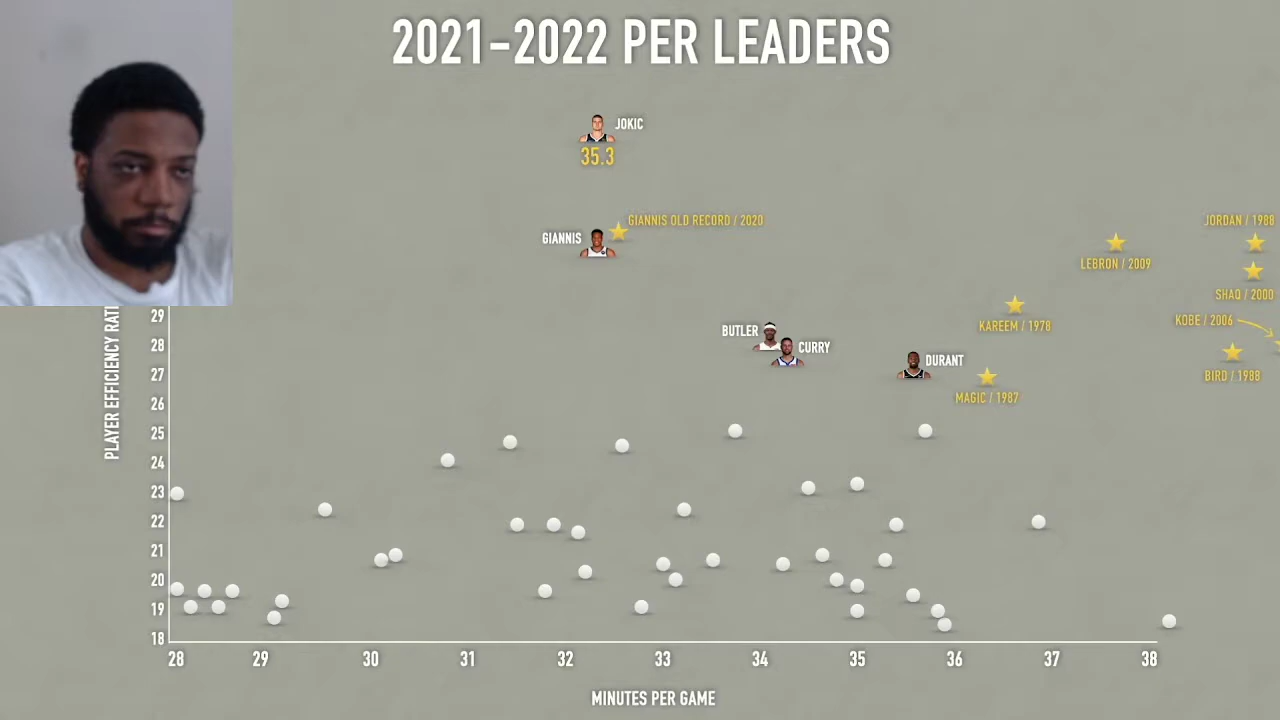 2021-2022 PER LEADERS
JOKIC
35.3
GIANNIS OLD RECORD / 2020
GIANNIS
JORDAN / 1988
LEBRON / 2009
SHAQ / 2000
KOBE / 2006
KAREEM / 1978
BUTLER
CURRY
DURANT
BIRD / 1988
MAGIC / 1987
PLAYER EFFICIENCY
29
28
27
26
25
24
23
22
21
20
19
18
28 29 30 31 32 33 34 35 36 37 38
MINUTES PER GAME